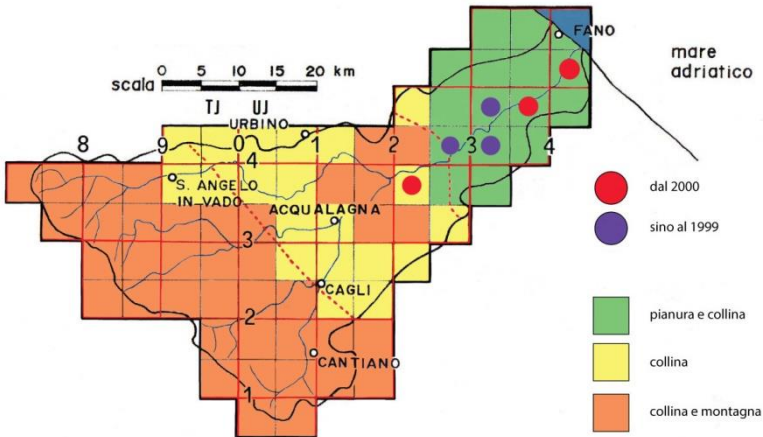 FANO
mare
adriatico
scala 0 5 10 15 20 km
TJ UJ
URBINO
8 9 0 1 2 3 4
4
S. ANGELO
IN VADO
ACQUALAGNA
3
CAGLI
2
CANTIANO
1
dal 2000
sino al 1999
pianura e collina
collina
collina e montagna